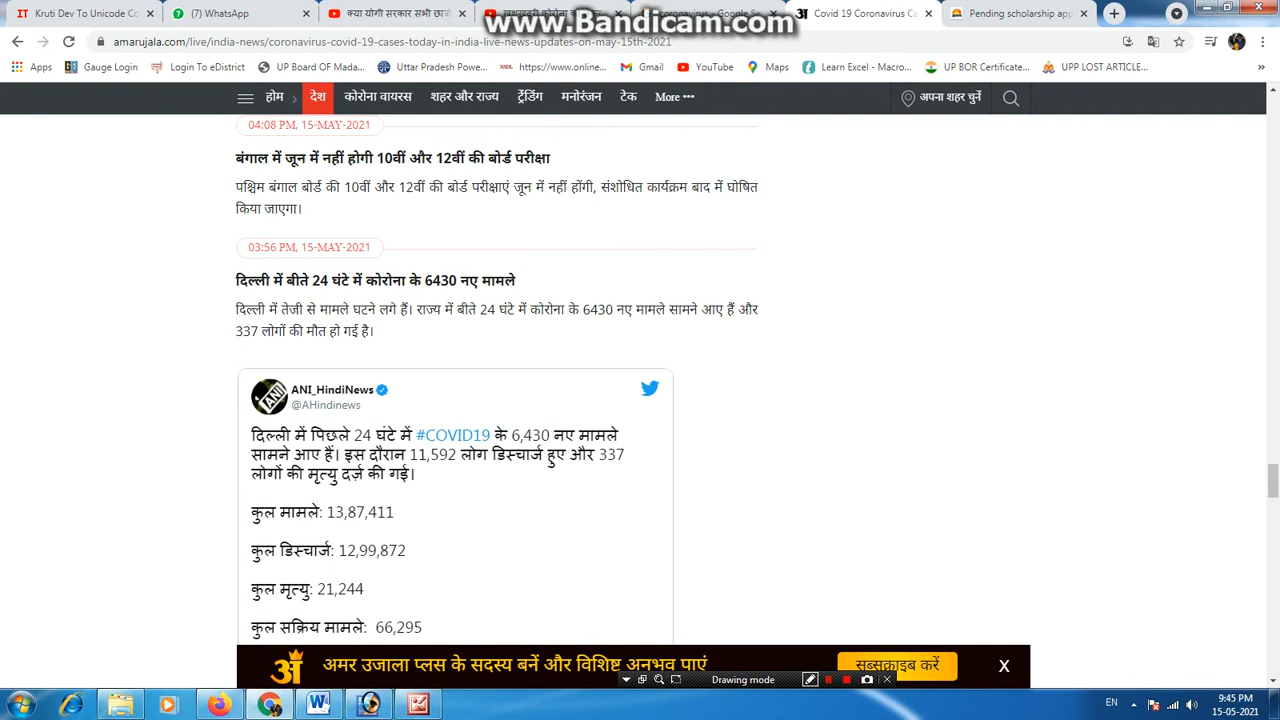 Kruti Dev To Unicode Co
(7) WhatsApp
क्या योगी सरकार सभी छात्रों
www.Bandicam.com
Covid 19 Coronavirus Ca
Pending scholarship app
amarujala.com/live/india-news/coronavirus-covid-19-cases-today-in-india-live-news-updates-on-may-15th-2021
Apps
Gauge Login
Login To eDistrict
UP Board OF Mada...
Uttar Pradesh Power...
https://www.online...
Gmail
YouTube
Maps
Learn Excel - Macro...
UP BOR Certificate...
UPP LOST ARTICLE...
»
होम
देश
कोरोना वायरस
शहर और राज्य
ट्रेंडिंग
मनोरंजन
टेक
More •••
अपना शहर चुनें
04:08 PM, 15-MAY-2021
बंगाल में जून में नहीं होगी 10वीं और 12वीं की बोर्ड परीक्षा
पश्चिम बंगाल बोर्ड की 10वीं और 12वीं की बोर्ड परीक्षाएं जून में नहीं होंगी, संशोधित कार्यक्रम बाद में घोषित
किया जाएगा।
03:56 PM, 15-MAY-2021
दिल्ली में बीते 24 घंटे में कोरोना के 6430 नए मामले
दिल्ली में तेजी से मामले घटने लगे हैं। राज्य में बीते 24 घंटे में कोरोना के 6430 नए मामले सामने आए हैं और
337 लोगों की मौत हो गई है।
ANI_HindiNews
@AHindinews
दिल्ली में पिछले 24 घंटे में #COVID19 के 6,430 नए मामले
सामने आए हैं। इस दौरान 11,592 लोग डिस्चार्ज हुए और 337
लोगों की मृत्यु दर्ज़ की गई।
कुल मामले: 13,87,411
कुल डिस्चार्ज: 12,99,872
कुल मृत्यु: 21,244
कुल सक्रिय मामले: 66,295
अमर उजाला प्लस के सदस्य बनें और विशिष्ट अनुभव पाएं
सब्सक्राइब करें
X
Drawing mode
EN
9:45 PM
15-05-2021